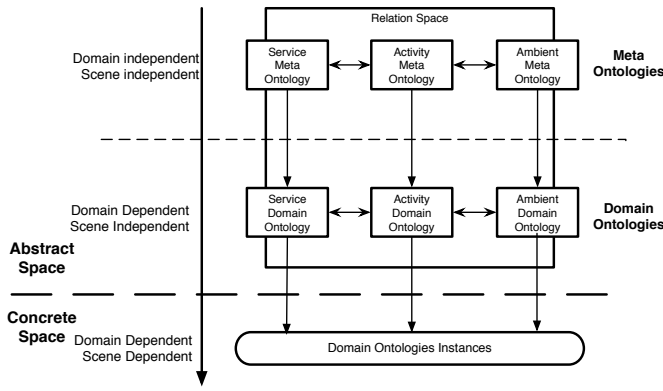 Relation Space
Domain independent
Scene independent
Service
Meta
Ontology
Activity
Meta
Ontology
Ambient
Meta
Ontology
Meta
Ontologies
Domain Dependent
Scene Independent
Service
Domain
Ontology
Activity
Domain
Ontology
Ambient
Domain
Ontology
Domain
Ontologies
Abstract
Space
Concrete
Space
Domain Dependent
Scene Dependent
Domain Ontologies Instances